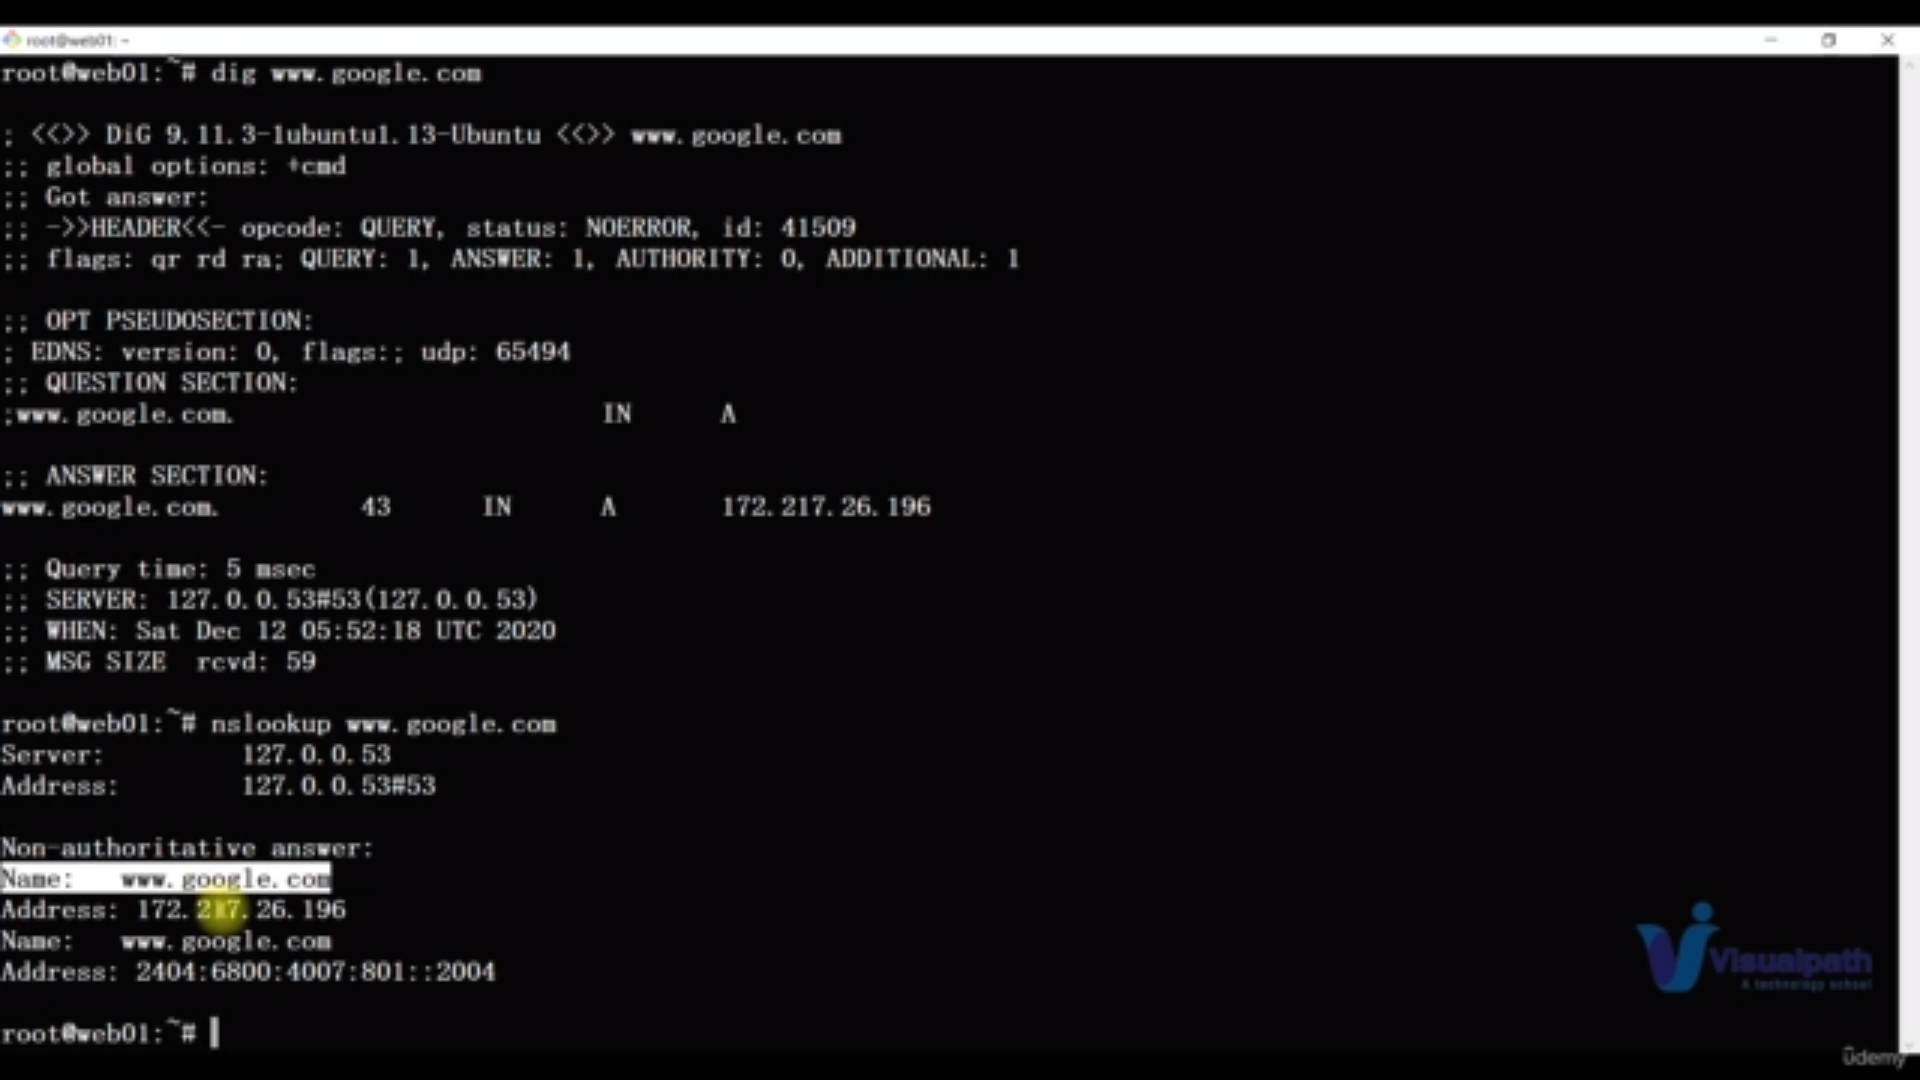 root@web01: ~
root@web01:~# dig www.google.com
; <<>> DiG 9.11.3-1ubuntu1.13-Ubuntu <<>> www.google.com
;; global options: +cmd
;; Got answer:
;; ->>HEADER<<- opcode: QUERY, status: NOERROR, id: 41509
;; flags: qr rd ra; QUERY: 1, ANSWER: 1, AUTHORITY: 0, ADDITIONAL: 1
;; OPT PSEUDOSECTION:
; EDNS: version: 0, flags:; udp: 65494
;; QUESTION SECTION:
;www.google.com. IN A
;; ANSWER SECTION:
www.google.com. 43 IN A 172.217.26.196
;; Query time: 5 msec
;; SERVER: 127.0.0.53#53(127.0.0.53)
;; WHEN: Sat Dec 12 05:52:18 UTC 2020
;; MSG SIZE rcvd: 59
root@web01:~# nslookup www.google.com
Server: 127.0.0.53
Address: 127.0.0.53#53
Non-authoritative answer:
Name: www.google.com
Address: 172.217.26.196
Name: www.google.com
Address: 2404:6800:4007:801::2004
root@web01:~#
Visualpath
A technology school
udemy